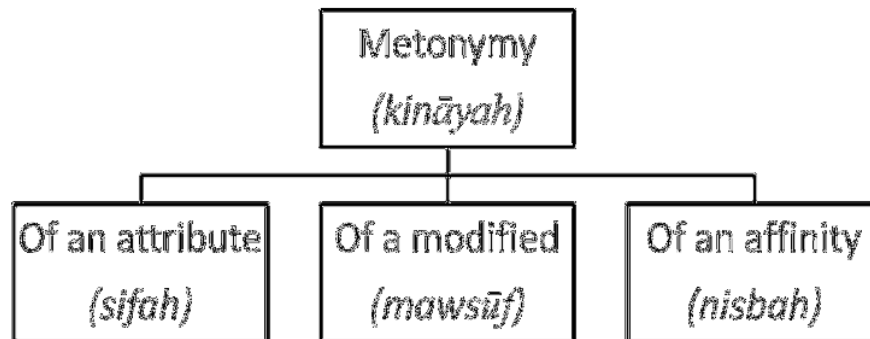 Metonymy
(kināyah)
Of an attribute
(sifah)
Of a modified
(mawsūf)
Of an affinity
(nisbah)